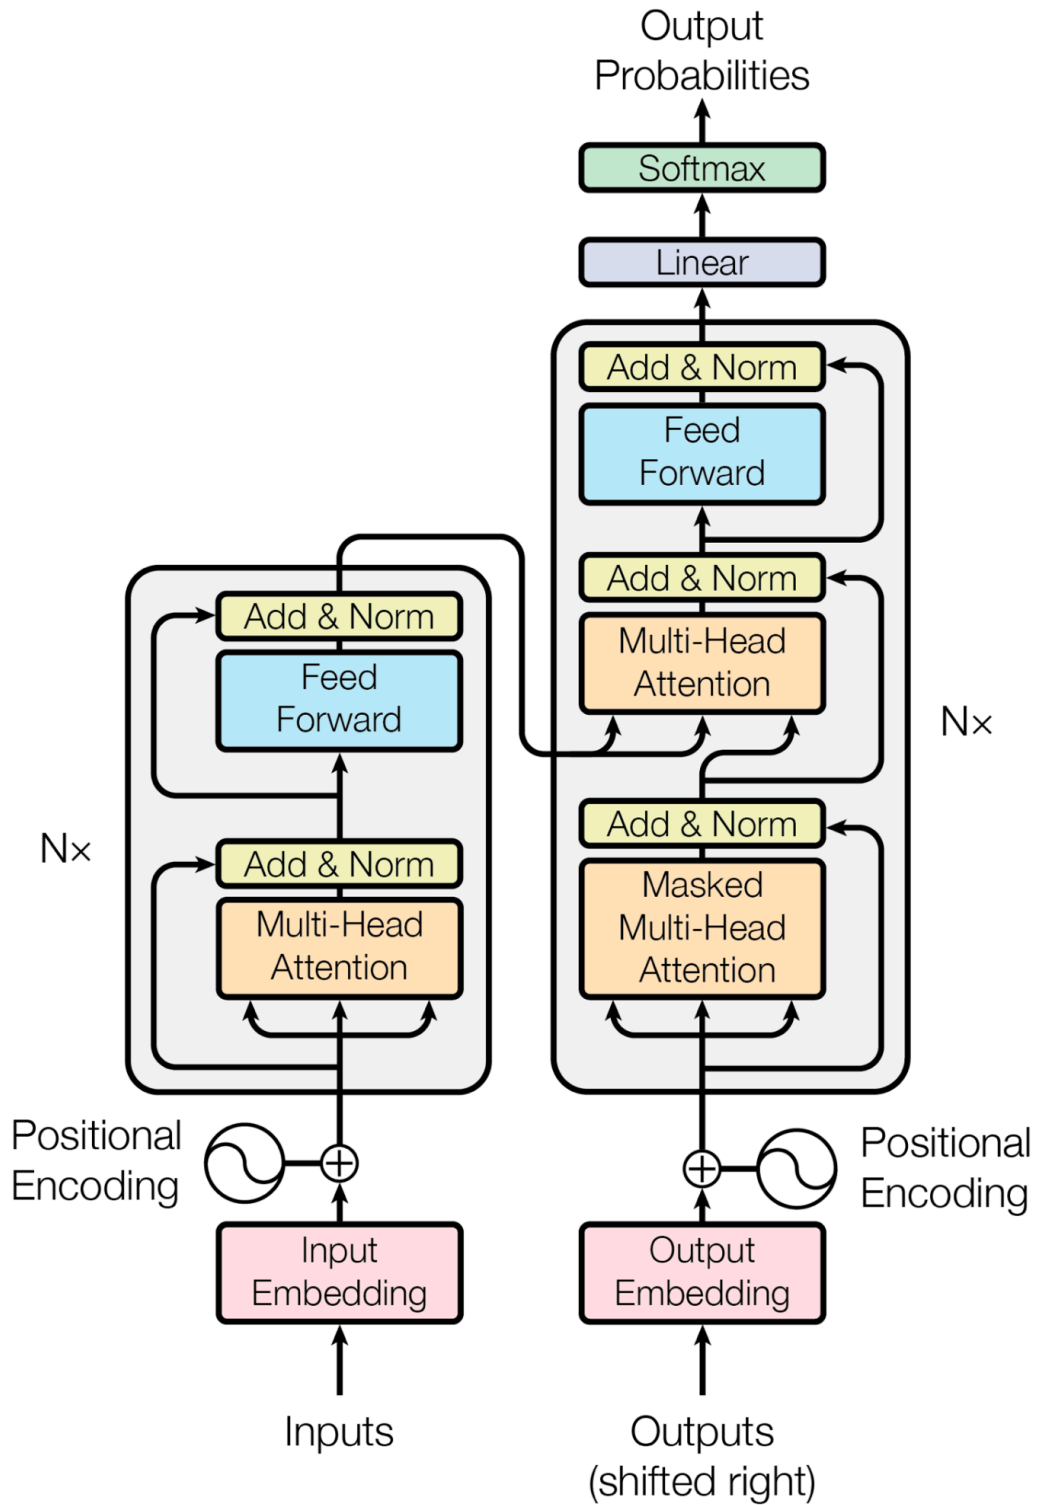 Output
Probabilities
Softmax
Linear
Add & Norm
Feed
Forward
Add & Norm
Multi-Head
Attention
Add & Norm
Masked
Multi-Head
Attention
N×
Add & Norm
Feed
Forward
Add & Norm
Multi-Head
Attention
N×
Positional
Encoding
Positional
Encoding
Input
Embedding
Output
Embedding
Inputs
Outputs
(shifted right)